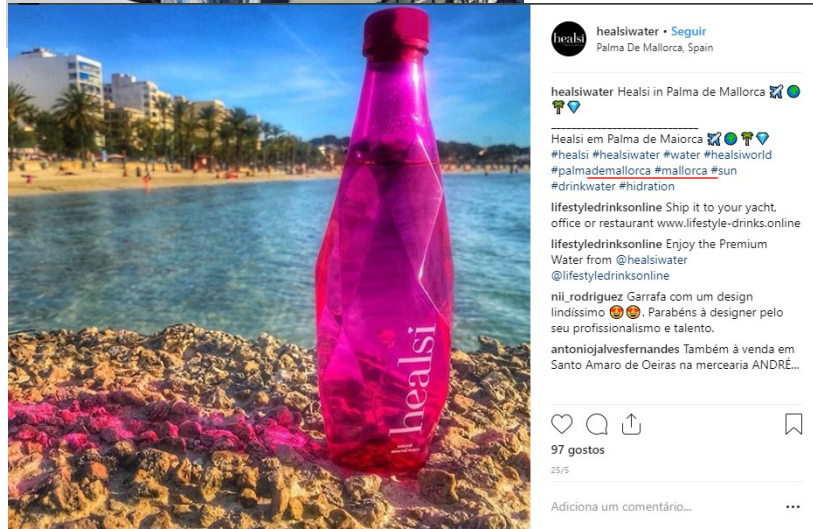 healsi
natural
mineral water
healsi
healsiwater • Seguir
Palma De Mallorca, Spain
healsiwater Healsi in Palma de Mallorca ✈️🌍
🌴💎
______________________________
Healsi em Palma de Maiorca ✈️🌍🌴💎
#healsi #healsiwater #water #healsiworld
#palmademallorca #mallorca #sun
#drinkwater #hidration
lifestyledrinksonline Ship it to your yacht,
office or restaurant www.lifestyle-drinks.online
lifestyledrinksonline Enjoy the Premium
Water from @healsiwater
@lifestyledrinksonline
nii_rodriguez Garrafa com um design
lindíssimo 😍😍. Parabéns à designer pelo
seu profissionalismo e talento.
antoniojalvesfernandes Também à venda em
Santo Amaro de Oeiras na mercearia ANDRÉ...
97 gostos
25/5
Adiciona um comentário...